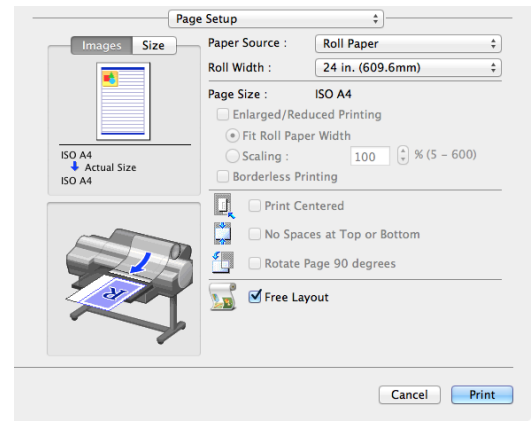 Page Setup
Images Size
ISO A4
Actual Size
ISO A4
R
Paper Source : Roll Paper
Roll Width : 24 in. (609.6mm)
Page Size : ISO A4
Enlarged/Reduced Printing
Fit Roll Paper Width
Scaling : 100 % (5 – 600)
Borderless Printing
Print Centered
No Spaces at Top or Bottom
Rotate Page 90 degrees
Free Layout
Cancel Print